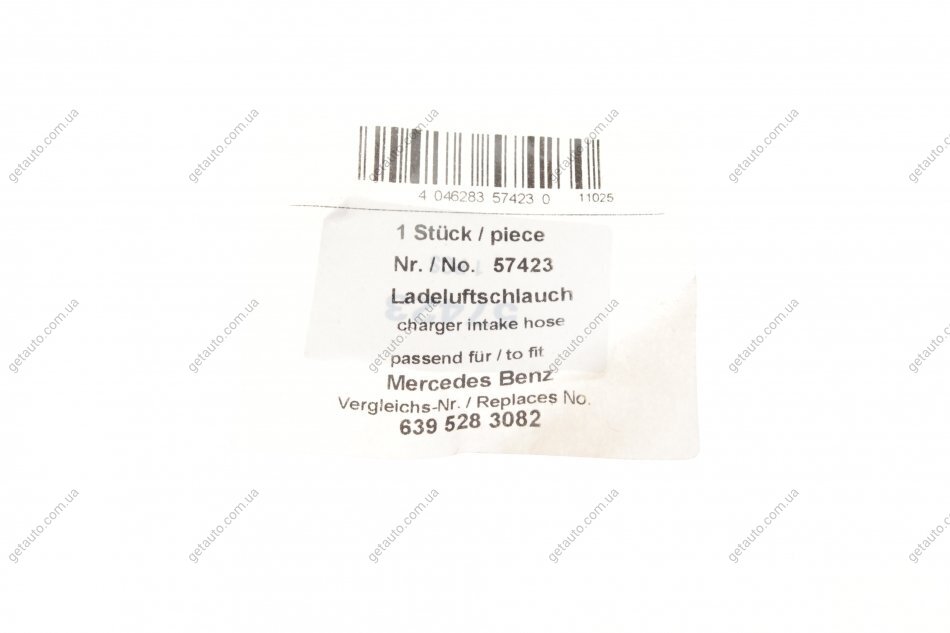 4 046283 57423 0 11025
1 Stück / piece
Nr. / No. 57423
Ladeluftschlauch
charger intake hose
passend für / to fit
Mercedes Benz
Vergleichs-Nr. / Replaces No.
639 528 3082
getauto.com.ua